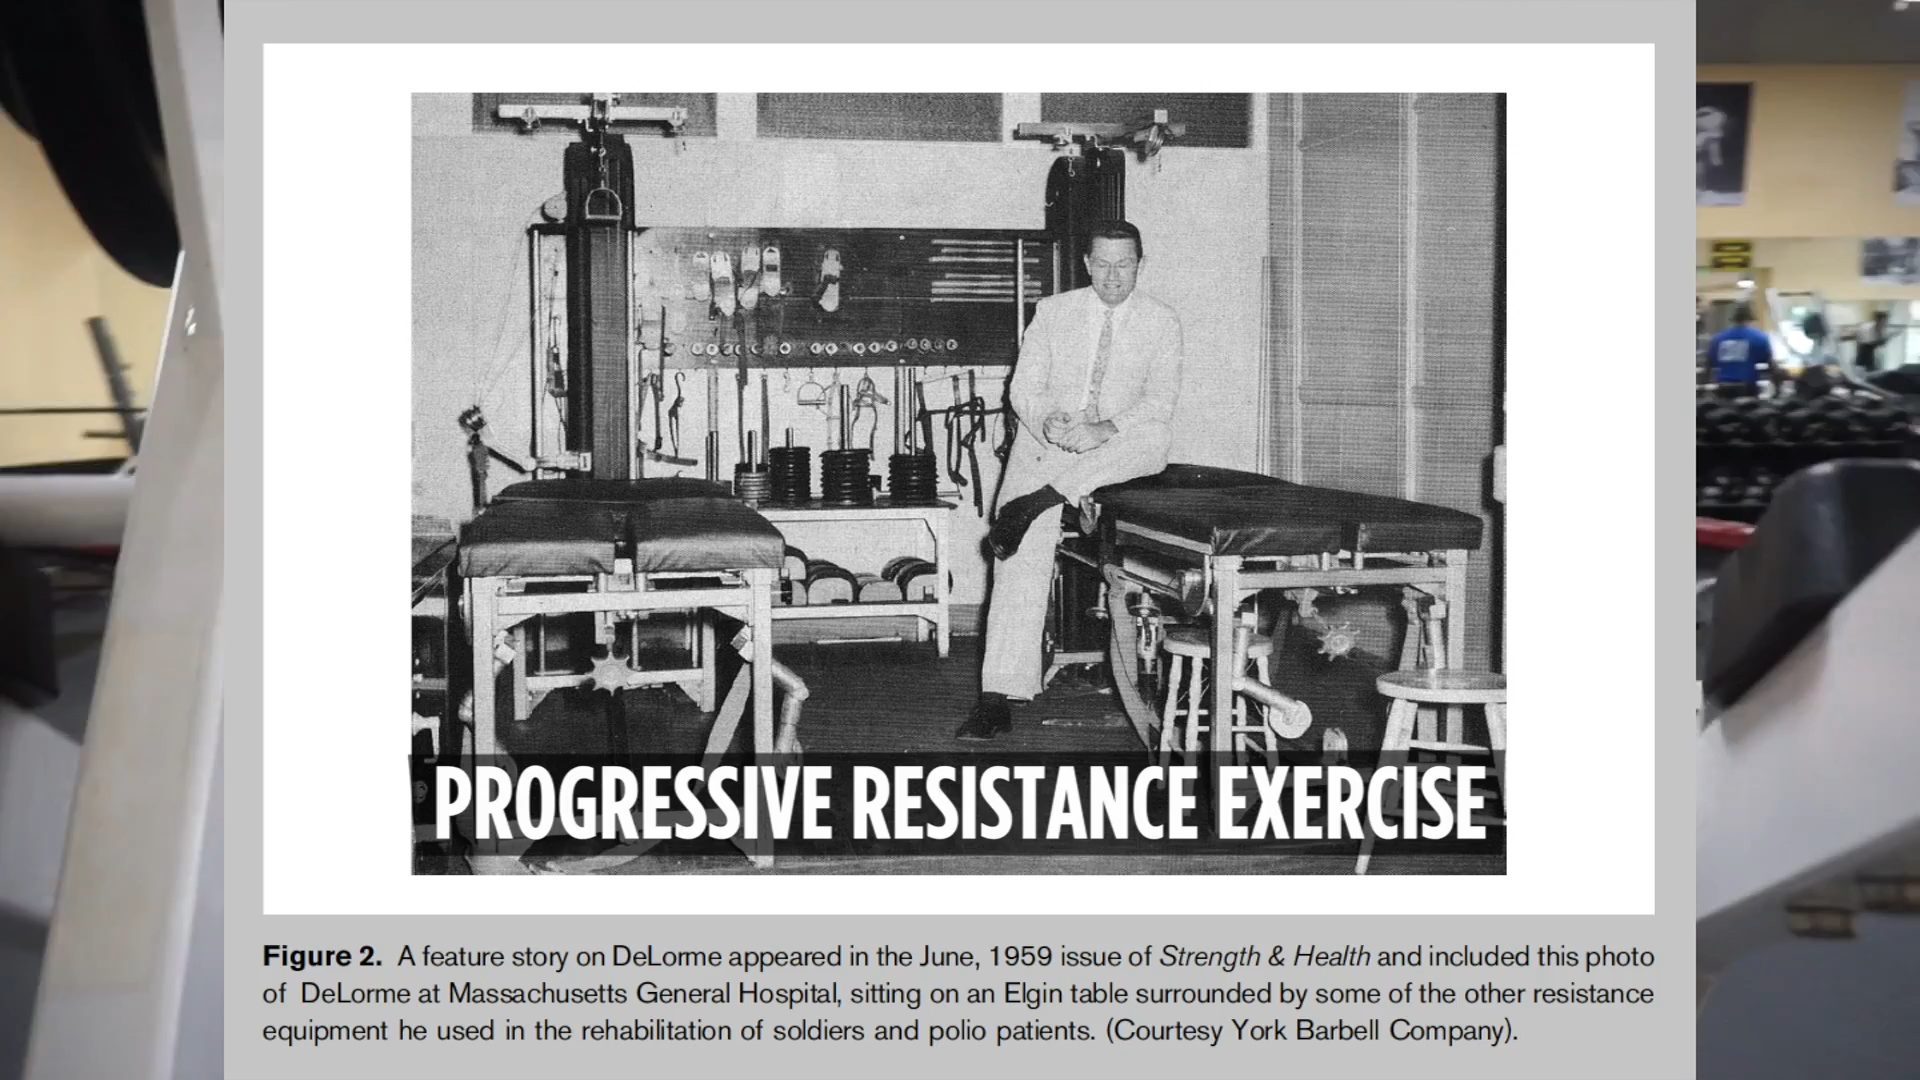 PROGRESSIVE RESISTANCE EXERCISE
Figure 2. A feature story on DeLorme appeared in the June, 1959 issue of Strength & Health and included this photo
of DeLorme at Massachusetts General Hospital, sitting on an Elgin table surrounded by some of the other resistance
equipment he used in the rehabilitation of soldiers and polio patients. (Courtesy York Barbell Company).